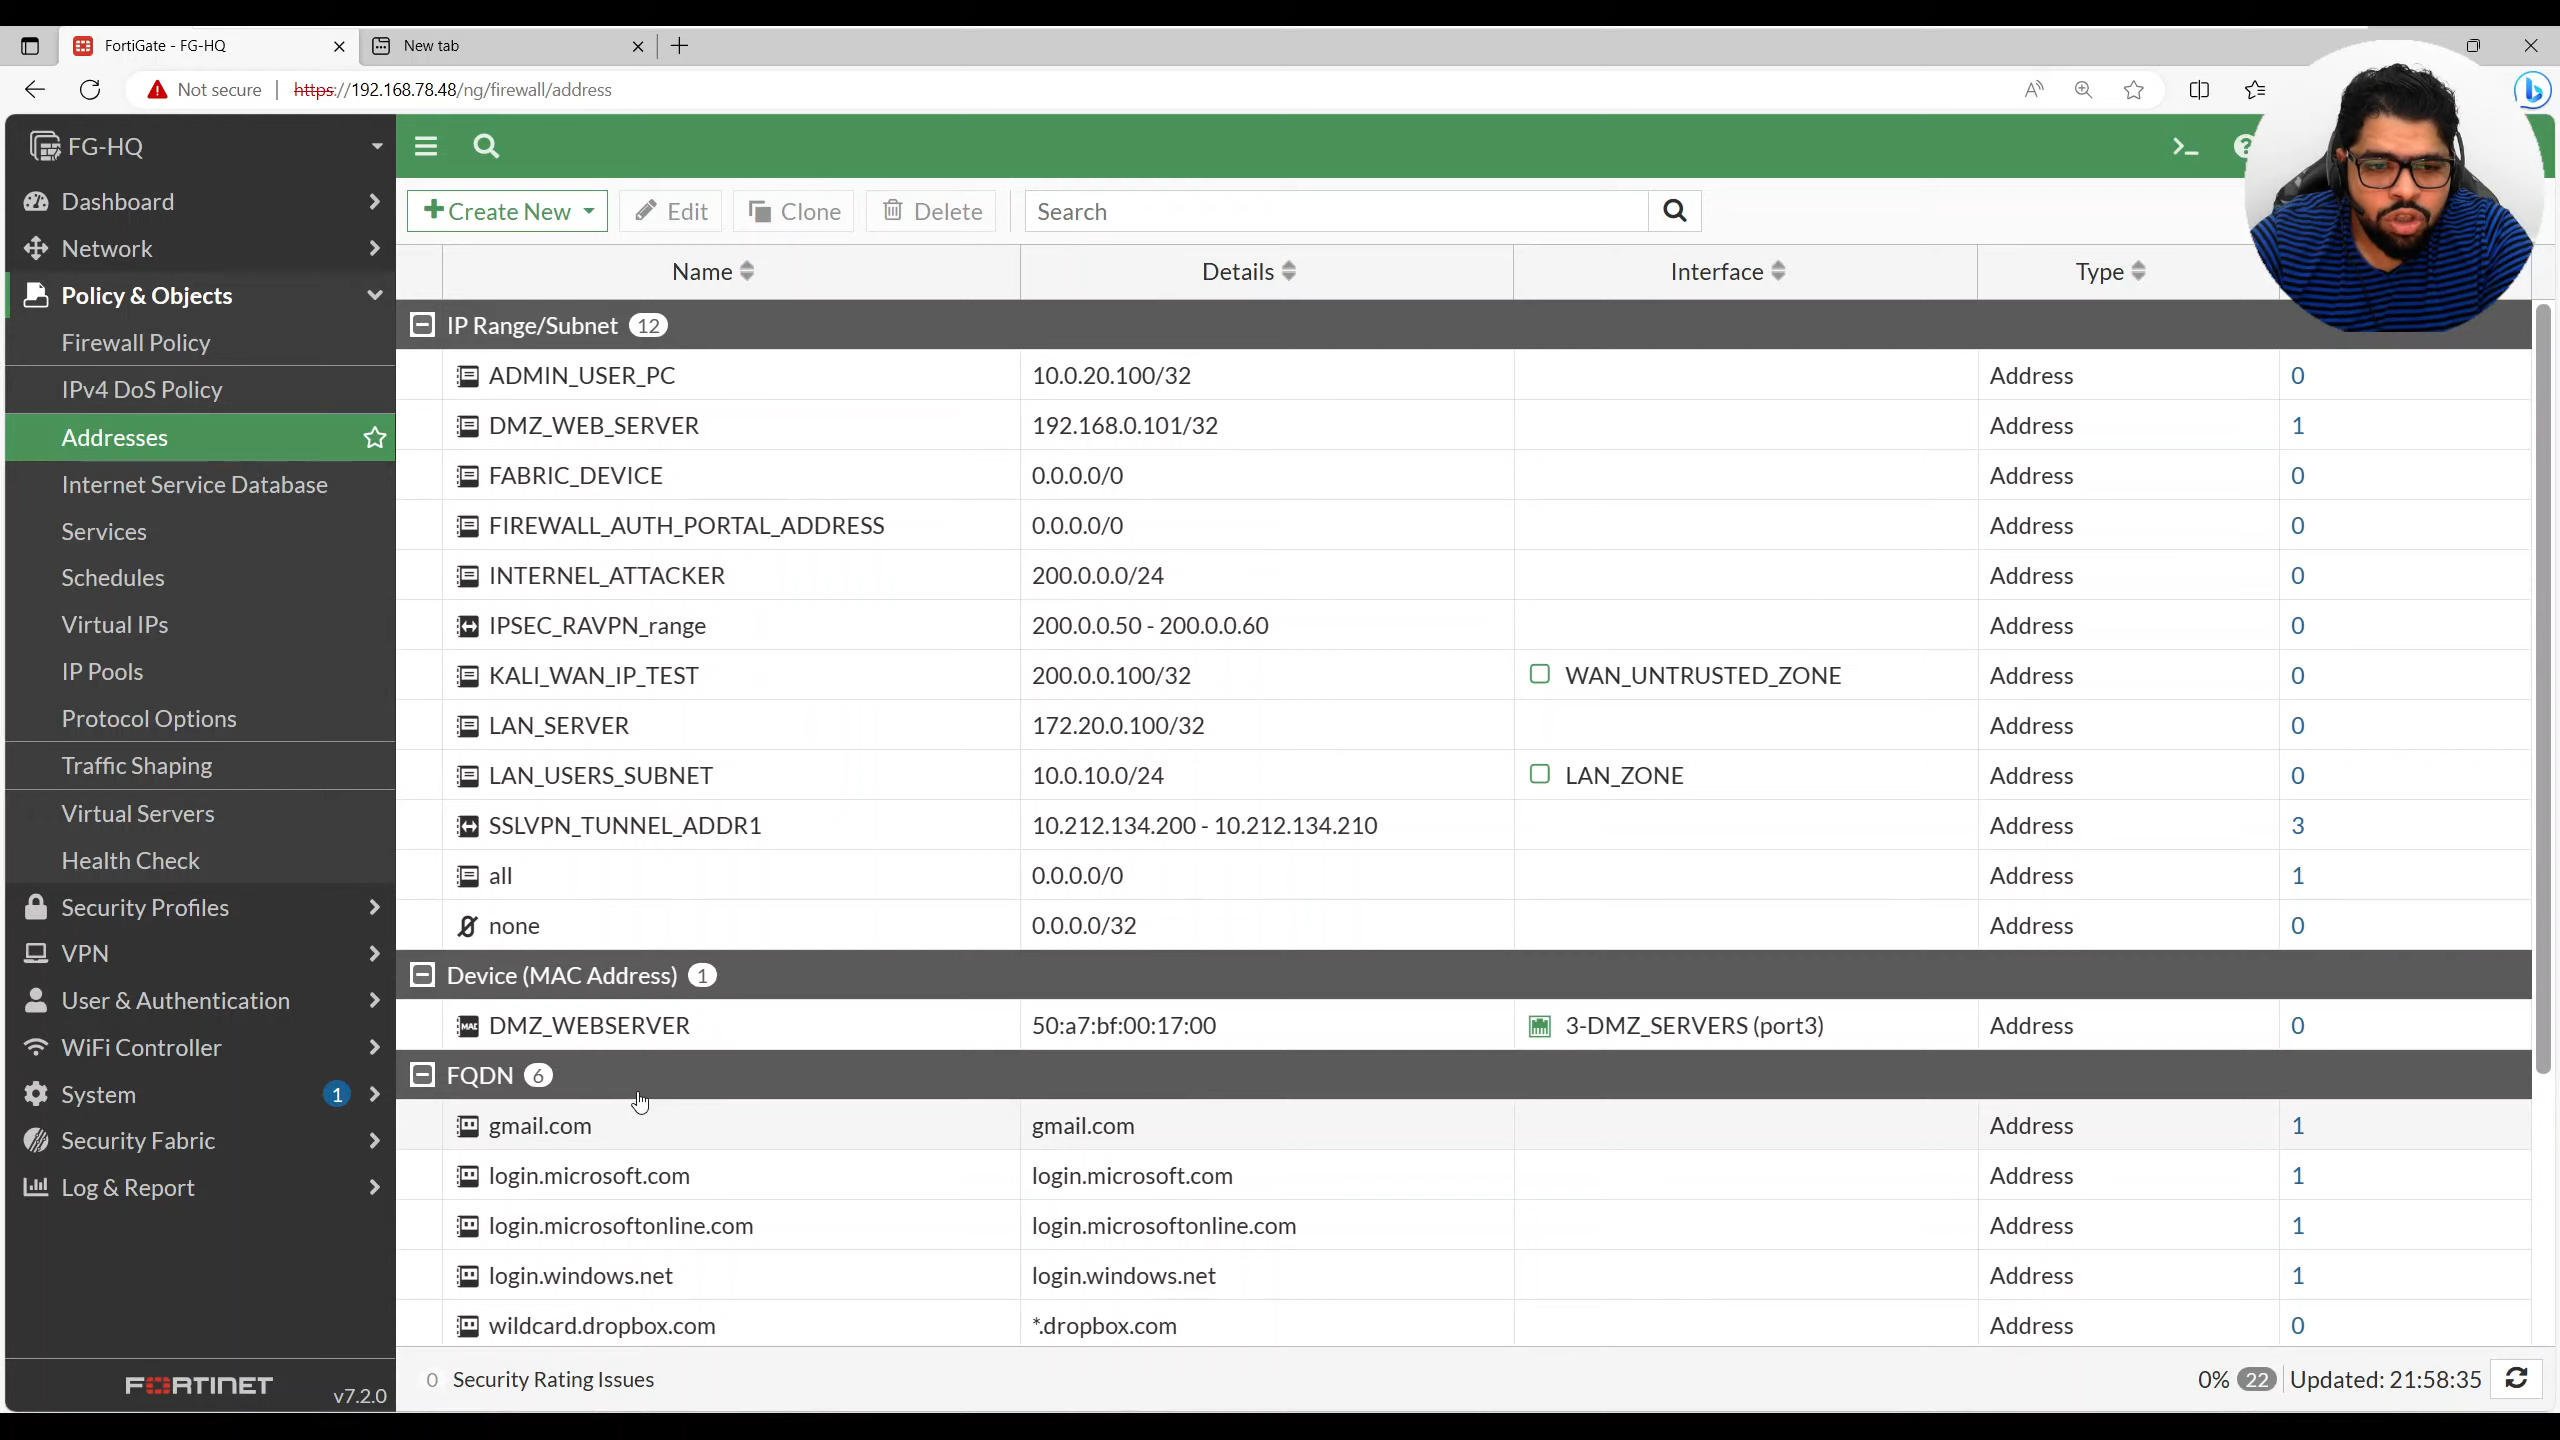 FortiGate - FG-HQ
New tab
Not secure
https://192.168.78.48/ng/firewall/address
FG-HQ
Dashboard
Network
Policy & Objects
Firewall Policy
IPv4 DoS Policy
Addresses
Internet Service Database
Services
Schedules
Virtual IPs
IP Pools
Protocol Options
Traffic Shaping
Virtual Servers
Health Check
Security Profiles
VPN
User & Authentication
WiFi Controller
System 1
Security Fabric
Log & Report
FORTINET v7.2.0
Create New Edit Clone Delete Search
Name Details Interface Type
IP Range/Subnet 12
ADMIN_USER_PC 10.0.20.100/32 Address 0
DMZ_WEB_SERVER 192.168.0.101/32 Address 1
FABRIC_DEVICE 0.0.0.0/0 Address 0
FIREWALL_AUTH_PORTAL_ADDRESS 0.0.0.0/0 Address 0
INTERNEL_ATTACKER 200.0.0.0/24 Address 0
IPSEC_RAVPN_range 200.0.0.50 - 200.0.0.60 Address 0
KALI_WAN_IP_TEST 200.0.0.100/32 WAN_UNTRUSTED_ZONE Address 0
LAN_SERVER 172.20.0.100/32 Address 0
LAN_USERS_SUBNET 10.0.10.0/24 LAN_ZONE Address 0
SSLVPN_TUNNEL_ADDR1 10.212.134.200 - 10.212.134.210 Address 3
all 0.0.0.0/0 Address 1
none 0.0.0.0/32 Address 0
Device (MAC Address) 1
MAC DMZ_WEBSERVER 50:a7:bf:00:17:00 3-DMZ_SERVERS (port3) Address 0
FQDN 6
gmail.com gmail.com Address 1
login.microsoft.com login.microsoft.com Address 1
login.microsoftonline.com login.microsoftonline.com Address 1
login.windows.net login.windows.net Address 1
wildcard.dropbox.com *.dropbox.com Address 0
0 Security Rating Issues
0% 22 Updated: 21:58:35